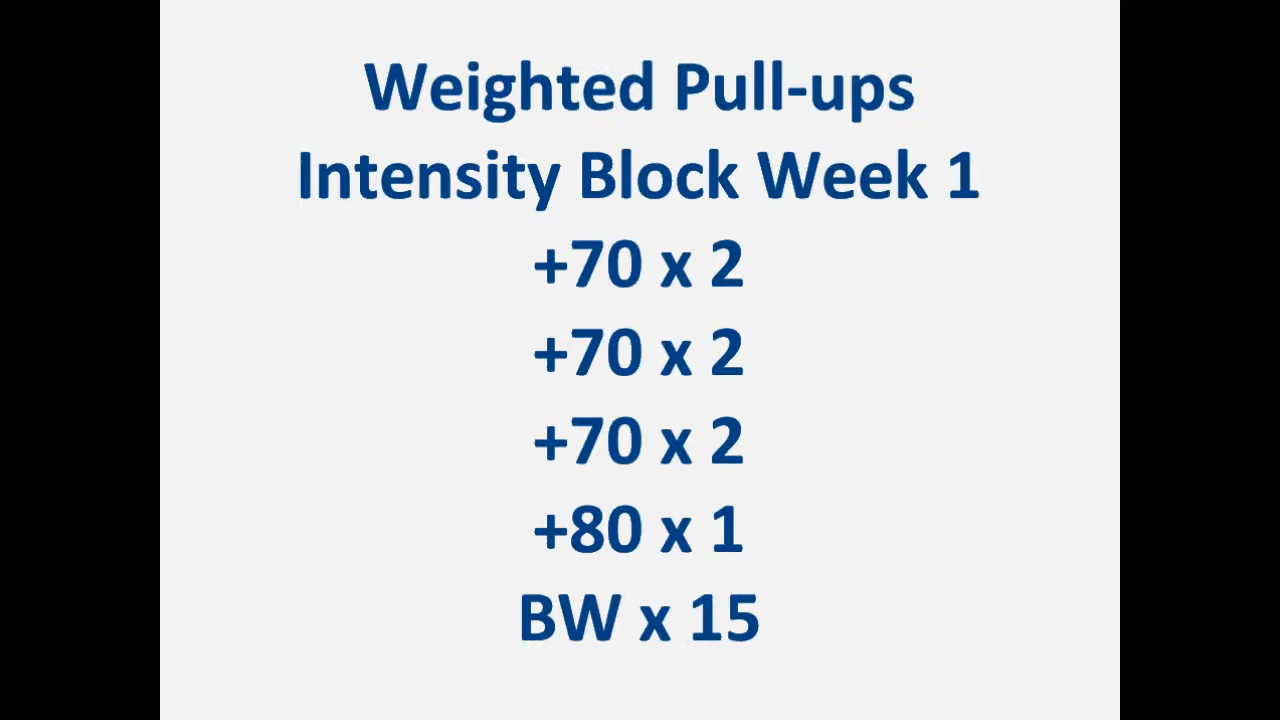 Weighted Pull-ups
Intensity Block Week 1
+70 x 2
+70 x 2
+70 x 2
+80 x 1
BW x 15